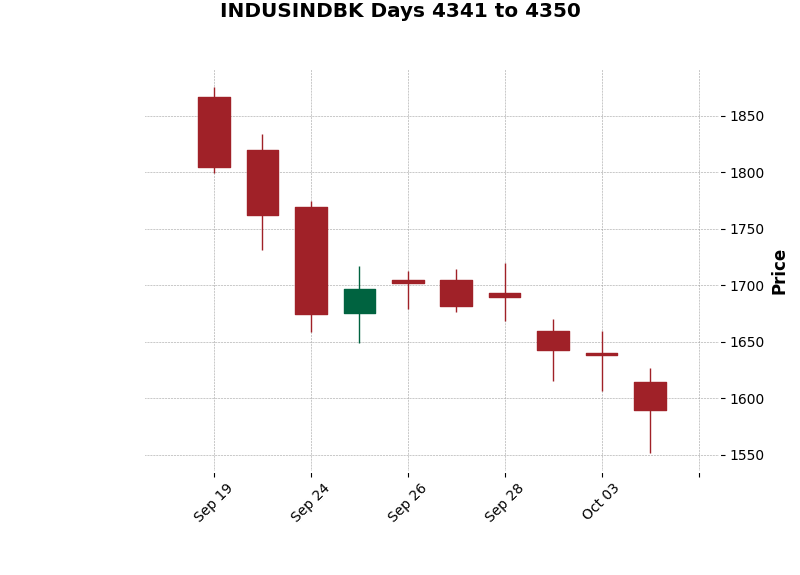 INDUSINDBK Days 4341 to 4350
1850
1800
1750
1700
1650
1600
1550
Price
Sep 19
Sep 24
Sep 26
Sep 28
Oct 03